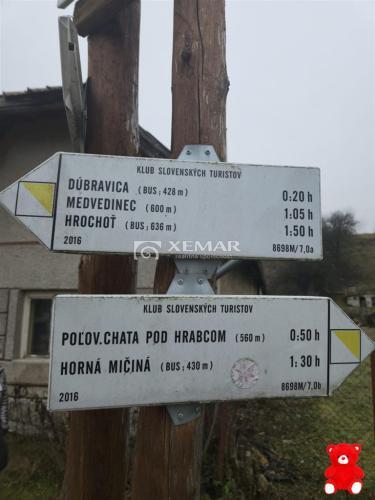 KLUB SLOVENSKÝCH TURISTOV
DÚBRAVICA (BUS; 428 m) 0:20 h
MEDVEDINEC (600 m) 1:05 h
HROCHOŤ (BUS; 636 m) 1:50 h
2016 8698M/7,0a
XEMAR
realitná spoločnosť
KLUB SLOVENSKÝCH TURISTOV
POĽOV.CHATA POD HRABCOM (560 m) 0:50 h
HORNÁ MIČINÁ (BUS; 430 m) 1:30 h
2016 8698M/7,0b